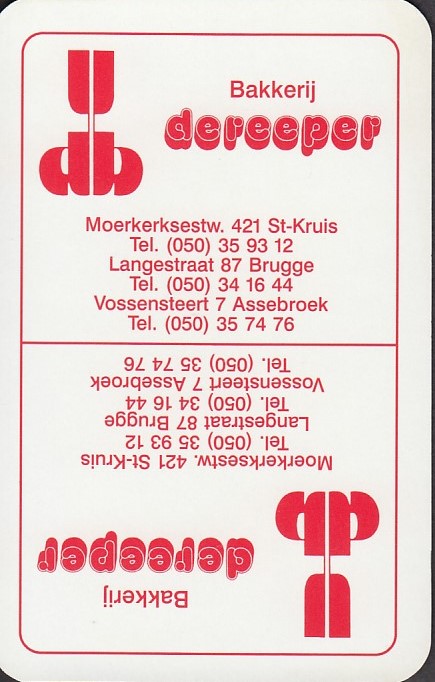 Bakkerij
dereeper
Moerkerksestw. 421 St-Kruis
Tel. (050) 35 93 12
Langestraat 87 Brugge
Tel. (050) 34 16 44
Vossensteert 7 Assebroek
Tel. (050) 35 74 76
Bakkerij
dereeper
Moerkerksestw. 421 St-Kruis
Tel. (050) 35 93 12
Langestraat 87 Brugge
Tel. (050) 34 16 44
Vossensteert 7 Assebroek
Tel. (050) 35 74 76